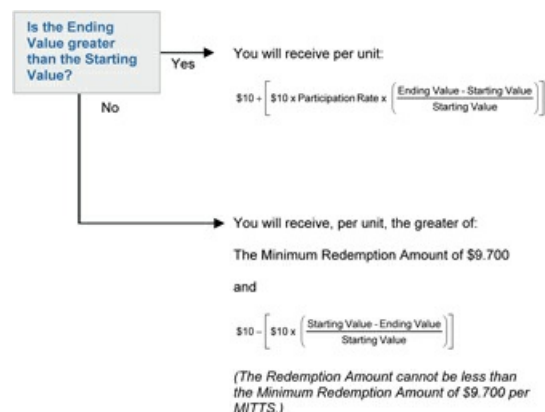 Is the Ending
Value greater
than the Starting
Value?
Yes
You will receive per unit:
$10 + [ $10 x Participation Rate x ( Ending Value - Starting Value / Starting Value ) ]
No
You will receive, per unit, the greater of:
The Minimum Redemption Amount of $9.700
and
$10 – [ $10 x ( Starting Value - Ending Value / Starting Value ) ]
(The Redemption Amount cannot be less than
the Minimum Redemption Amount of $9.700 per
MITTS.)